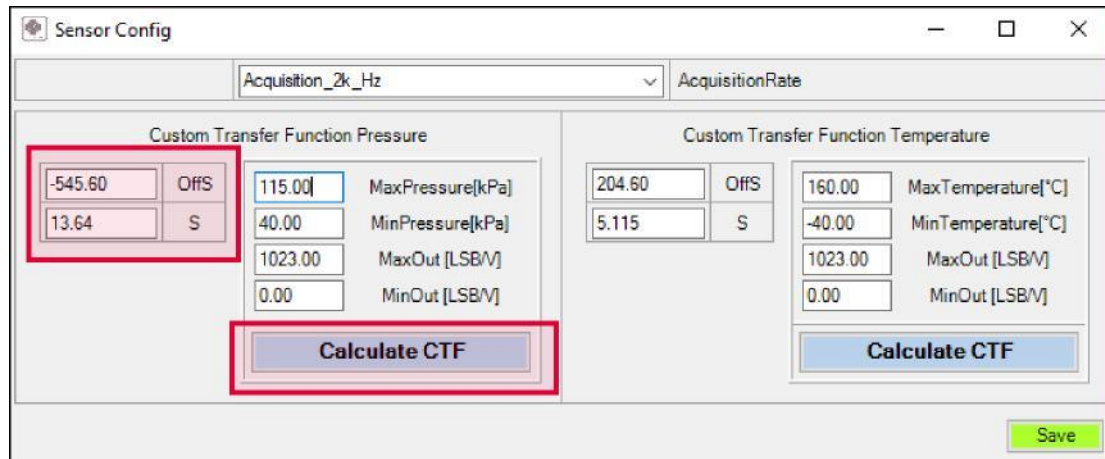 Sensor Config
Acquisition_2k_Hz AcquisitionRate
Custom Transfer Function Pressure
-545.60 OffS
13.64 S
115.00 MaxPressure[kPa]
40.00 MinPressure[kPa]
1023.00 MaxOut [LSB/V]
0.00 MinOut [LSB/V]
Calculate CTF
Custom Transfer Function Temperature
204.60 OffS
5.115 S
160.00 MaxTemperature[°C]
-40.00 MinTemperature[°C]
1023.00 MaxOut [LSB/V]
0.00 MinOut [LSB/V]
Calculate CTF
Save